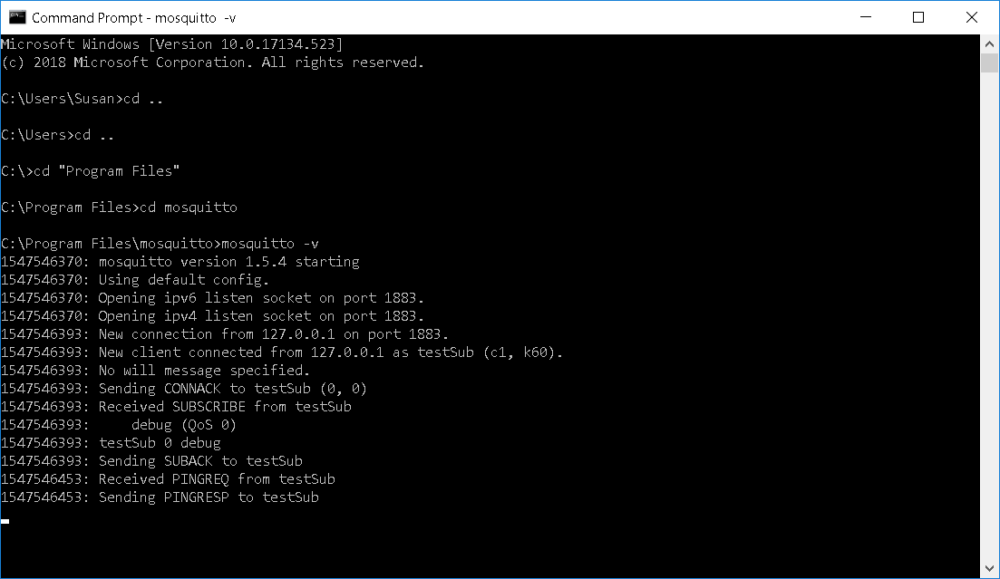 Command Prompt - mosquitto -v
Microsoft Windows [Version 10.0.17134.523]
(c) 2018 Microsoft Corporation. All rights reserved.
C:\Users\Susan>cd ..
C:\Users>cd ..
C:\>cd "Program Files"
C:\Program Files>cd mosquitto
C:\Program Files\mosquitto>mosquitto -v
1547546370: mosquitto version 1.5.4 starting
1547546370: Using default config.
1547546370: Opening ipv6 listen socket on port 1883.
1547546370: Opening ipv4 listen socket on port 1883.
1547546393: New connection from 127.0.0.1 on port 1883.
1547546393: New client connected from 127.0.0.1 as testSub (c1, k60).
1547546393: No will message specified.
1547546393: Sending CONNACK to testSub (0, 0)
1547546393: Received SUBSCRIBE from testSub
1547546393:     debug (QoS 0)
1547546393: testSub 0 debug
1547546393: Sending SUBACK to testSub
1547546453: Received PINGREQ from testSub
1547546453: Sending PINGRESP to testSub